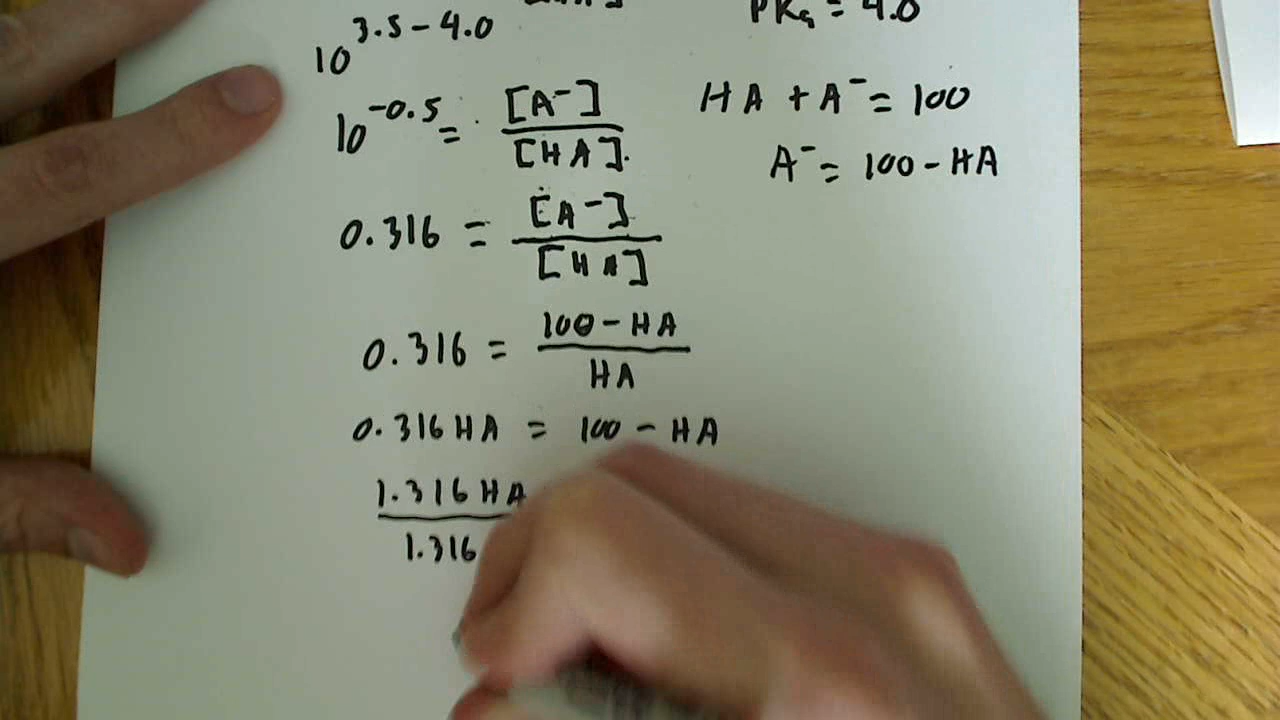 PKa = 4.0
10^3.5-4.0
10^-0.5 = [A-]/[HA]
HA + A- = 100
A- = 100 - HA
0.316 = [A-]/[HA]
0.316 = 100 - HA/HA
0.316 HA = 100 - HA
1.316 HA
1.316